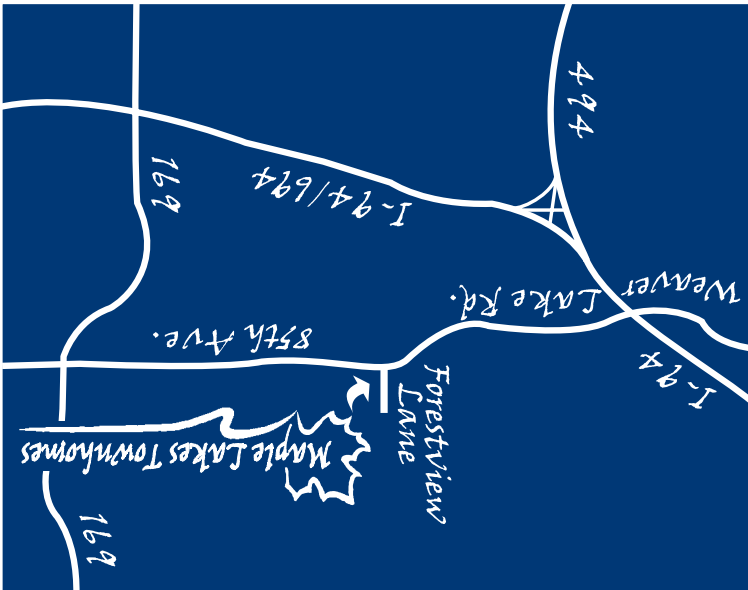 169
Maple Lakes Townhomes
Forestview
Lane
I-94
Weaver Lake Rd.
85th Ave.
I-94/694
169
494